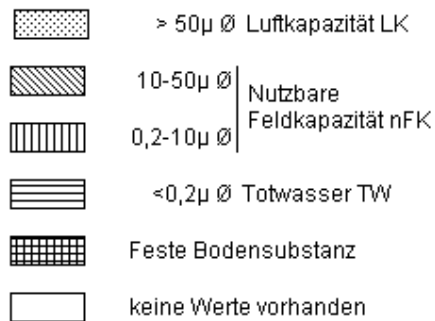 > 50µ Ø Luftkapazität LK
10-50µ Ø
Nutzbare
Feldkapazität nFK
0,2-10µ Ø
<0,2µ Ø Totwasser TW
Feste Bodensubstanz
keine Werte vorhanden